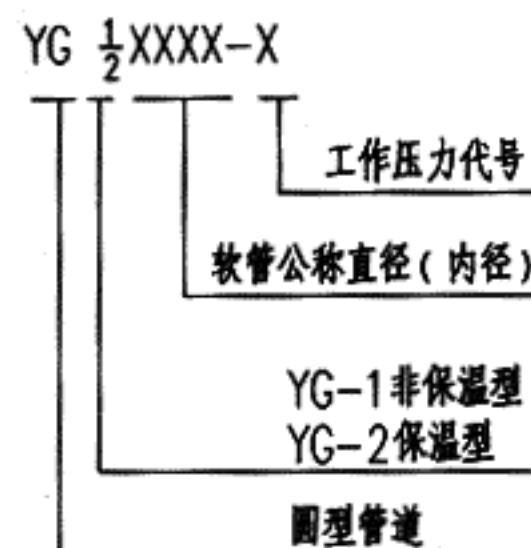 YG ½XXXX-X
工作压力代号
软管公称直径(内径)
YG-1非保温型
YG-2保温型
圆型管道